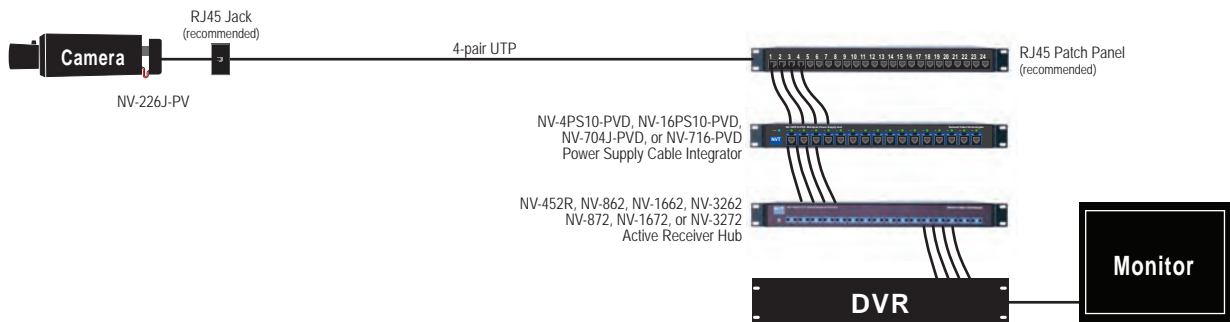 RJ45 Jack
(recommended)
Camera
NV-226J-PV
4-pair UTP
1 2 3 4 5 6 7 8 9 10 11 12 13 14 15 16 17 18 19 20 21 22 23 24
RJ45 Patch Panel
(recommended)
NV-4PS10-PVD, NV-16PS10-PVD,
NV-704J-PVD, or NV-716-PVD
Power Supply Cable Integrator
NVT
NV-452R, NV-862, NV-1662, NV-3262
NV-872, NV-1672, or NV-3272
Active Receiver Hub
DVR
Monitor